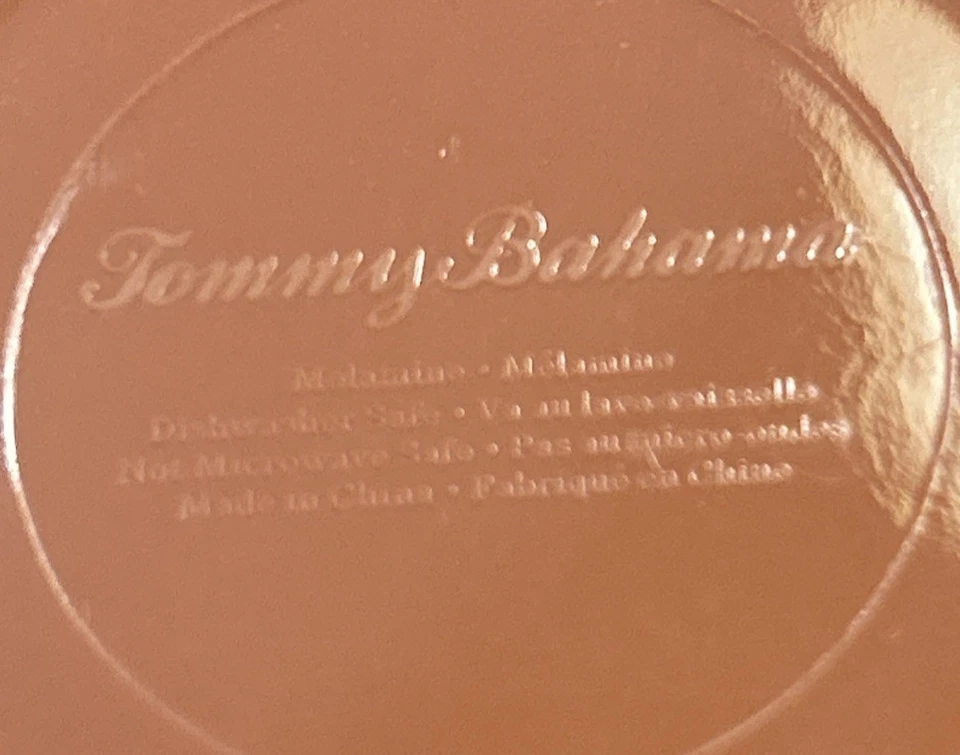 Tommy Bahama
Melamine • Mélamine
Dishwasher Safe • Va au lave-vaisselle
Not Microwave Safe • Pas au micro-ondes
Made in China • Fabriqué en Chine